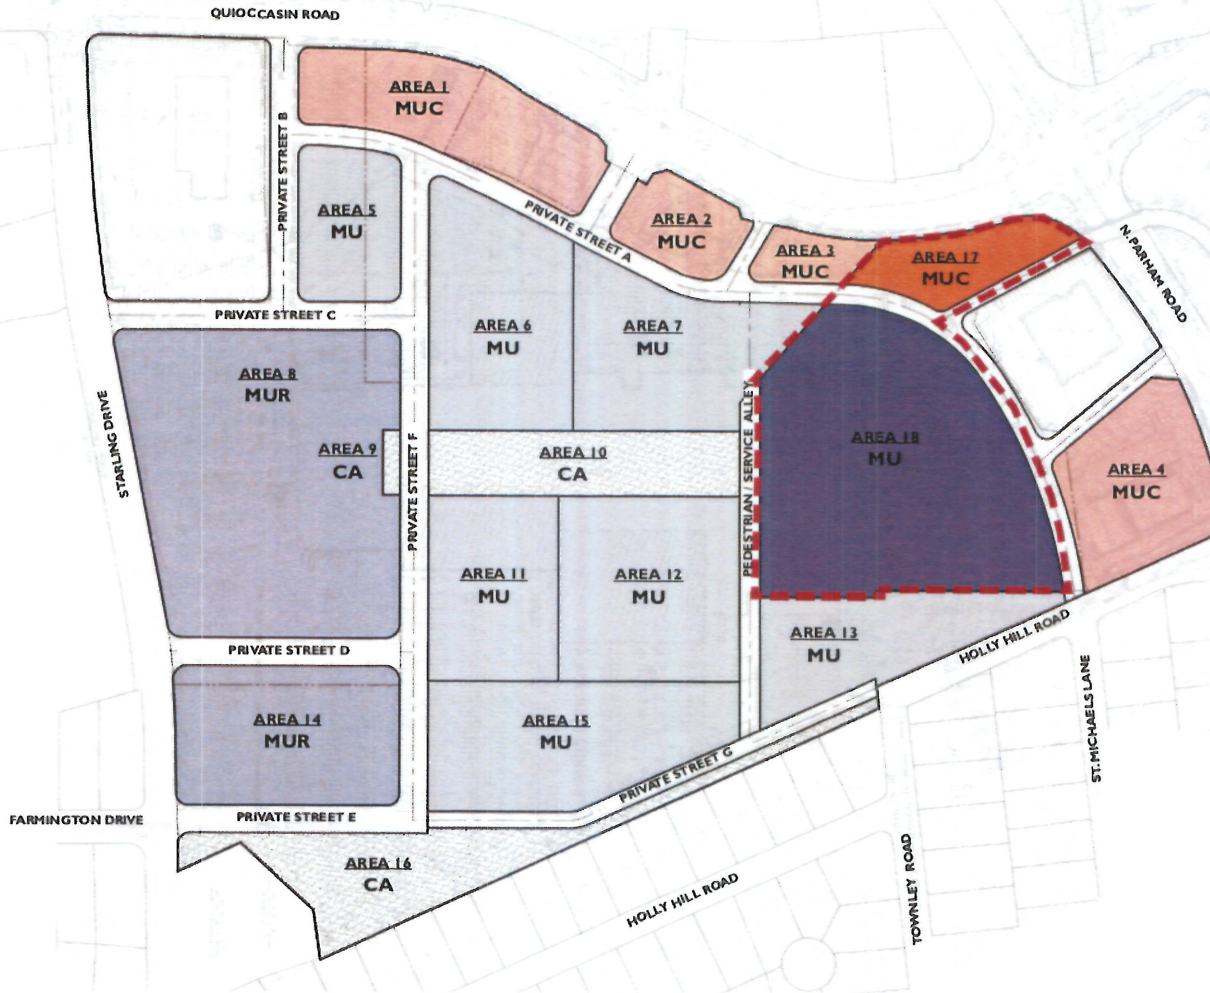 QUIOCCASIN ROAD
AREA 1
MUC
PRIVATE STREET B
AREA 5
MU
PRIVATE STREET A
AREA 2
MUC
AREA 3
MUC
AREA 17
MUC
N. PARHAM ROAD
PRIVATE STREET C
AREA 6
MU
AREA 7
MU
AREA 8
MUR
STARLING DRIVE
AREA 9
CA
PRIVATE STREET F
AREA 10
CA
PEDESTRIAN / SERVICE ALLEY
AREA 18
MU
AREA 4
MUC
AREA 11
MU
AREA 12
MU
AREA 13
MU
HOLLY HILL ROAD
PRIVATE STREET D
AREA 14
MUR
AREA 15
MU
PRIVATE STREET G
ST. MICHAELS LANE
FARMINGTON DRIVE
PRIVATE STREET E
AREA 16
CA
HOLLY HILL ROAD
TOWNLEY ROAD